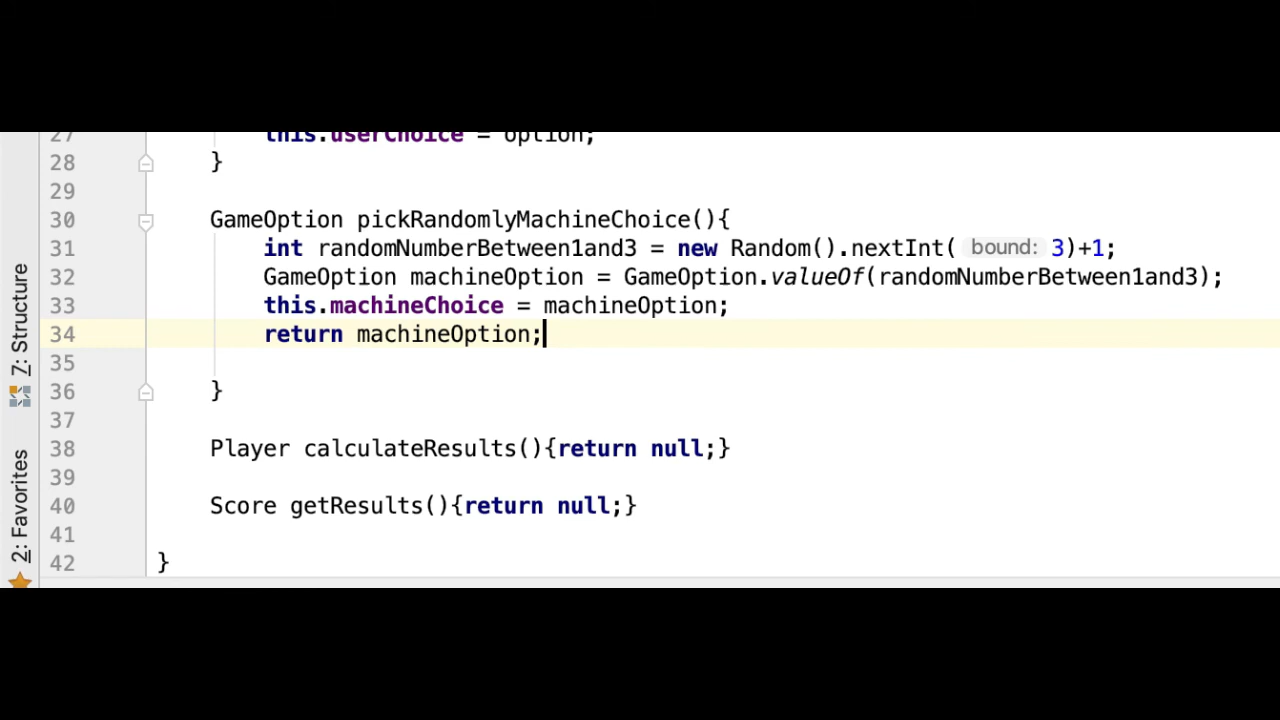 27 this.userChoice = option;
28 }
29
30 GameOption pickRandomlyMachineChoice(){
31 int randomNumberBetween1and3 = new Random().nextInt( bound: 3)+1;
32 GameOption machineOption = GameOption.valueOf(randomNumberBetween1and3);
33 this.machineChoice = machineOption;
34 return machineOption;
35
36 }
37
38 Player calculateResults(){return null;}
39
40 Score getResults(){return null;}
41
42 }
7: Structure
2: Favorites